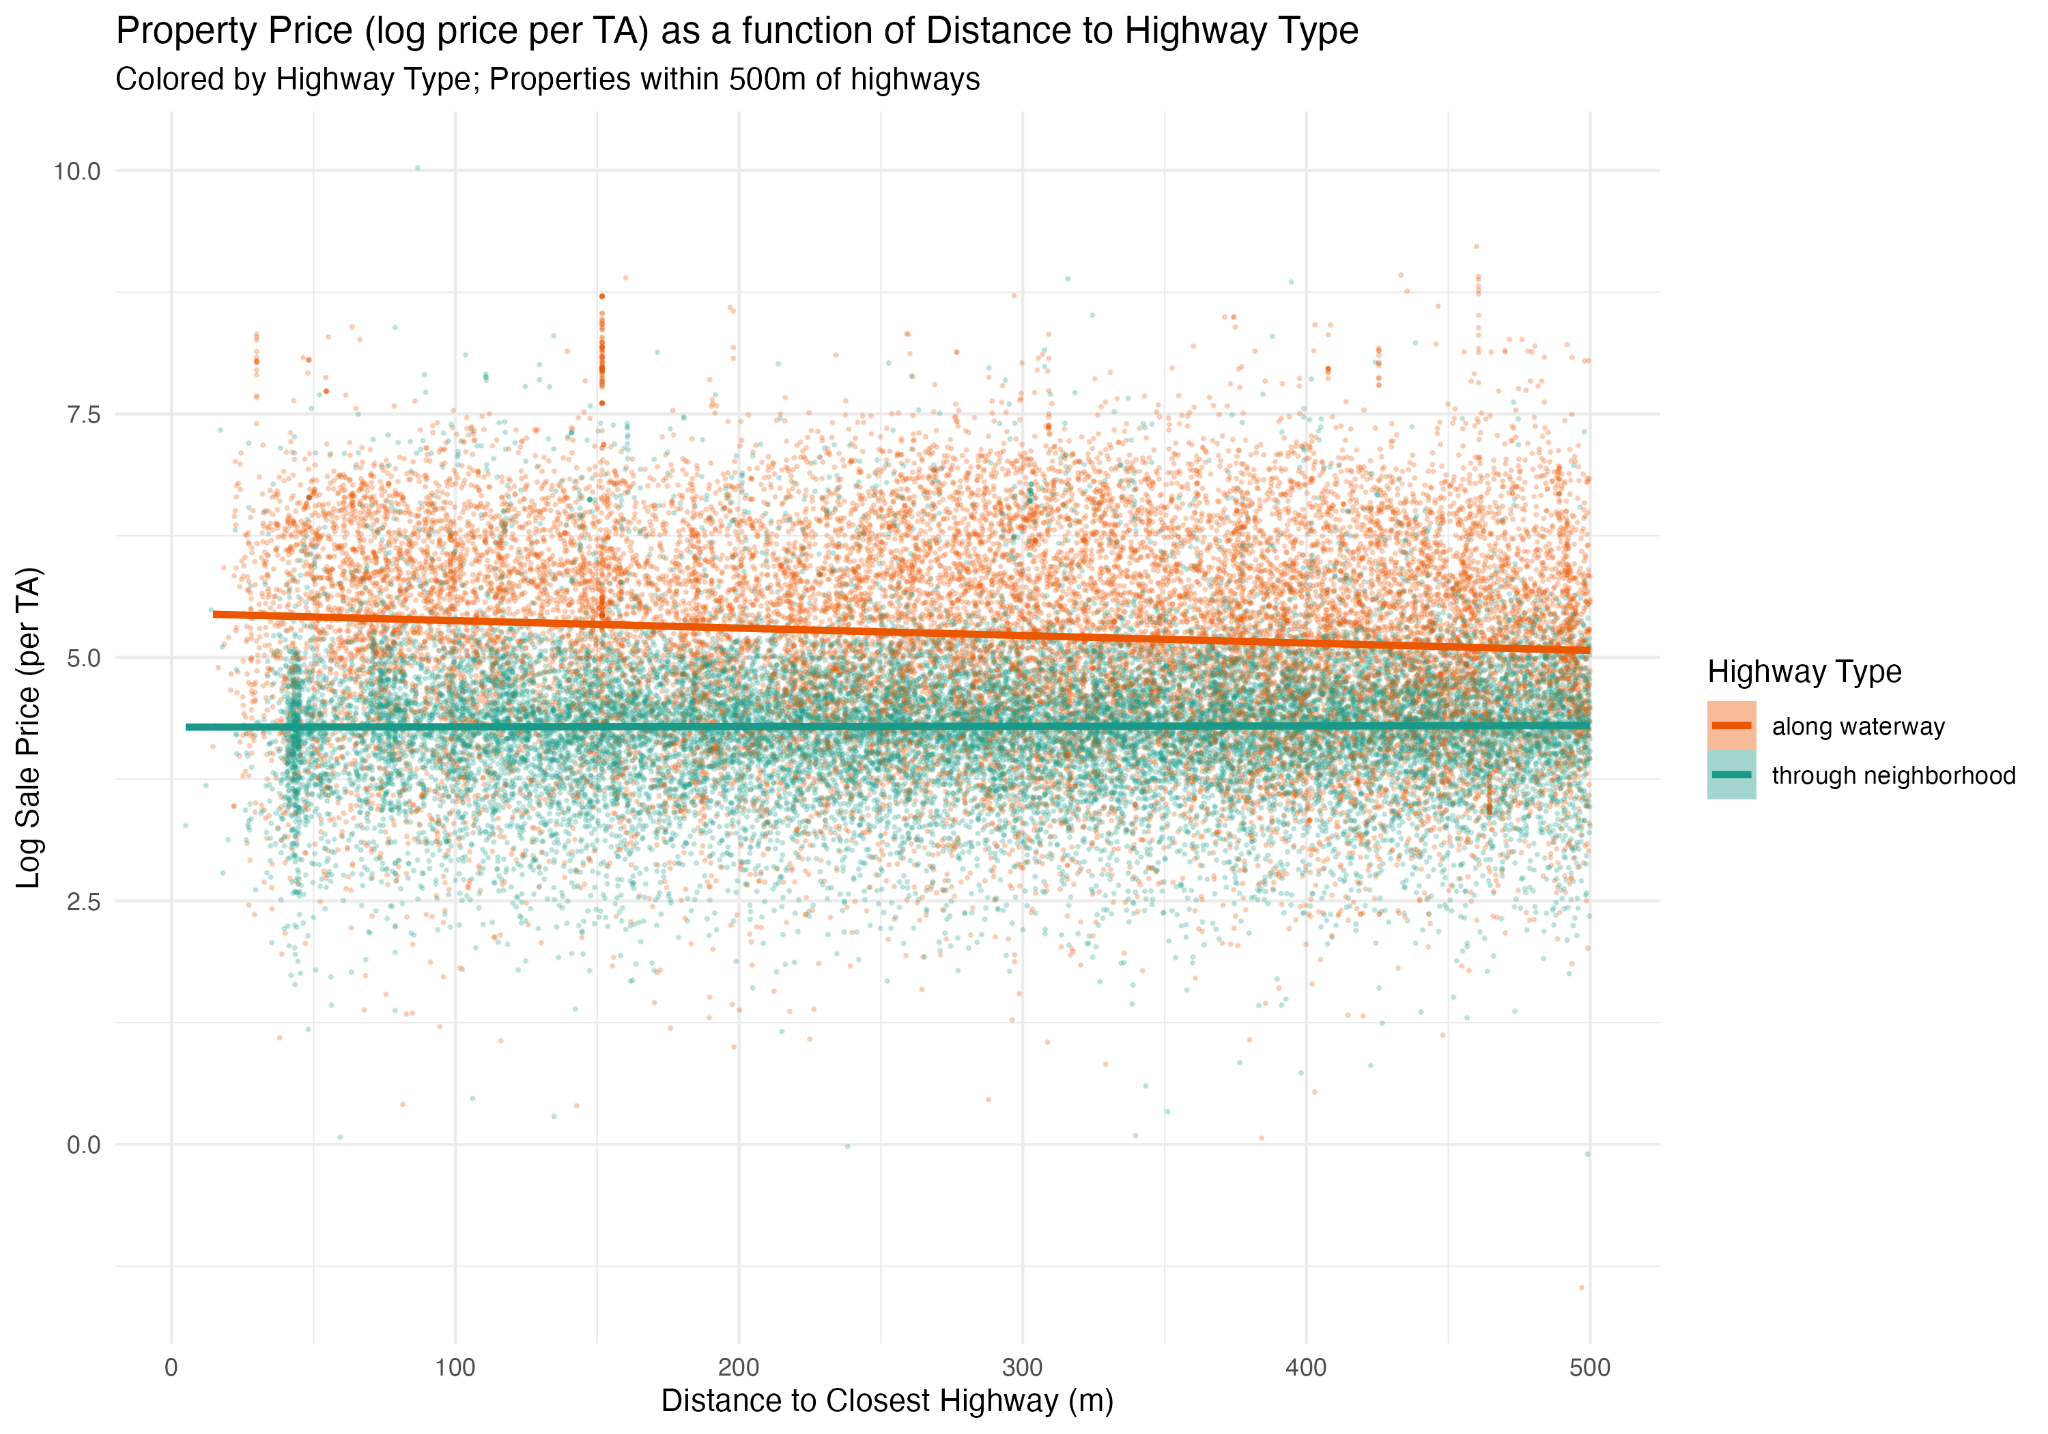 Property Price (log price per TA) as a function of Distance to Highway Type
Colored by Highway Type; Properties within 500m of highways
10.0
7.5
5.0
2.5
0.0
Log Sale Price (per TA)
0 100 200 300 400 500
Distance to Closest Highway (m)
Highway Type
along waterway
through neighborhood